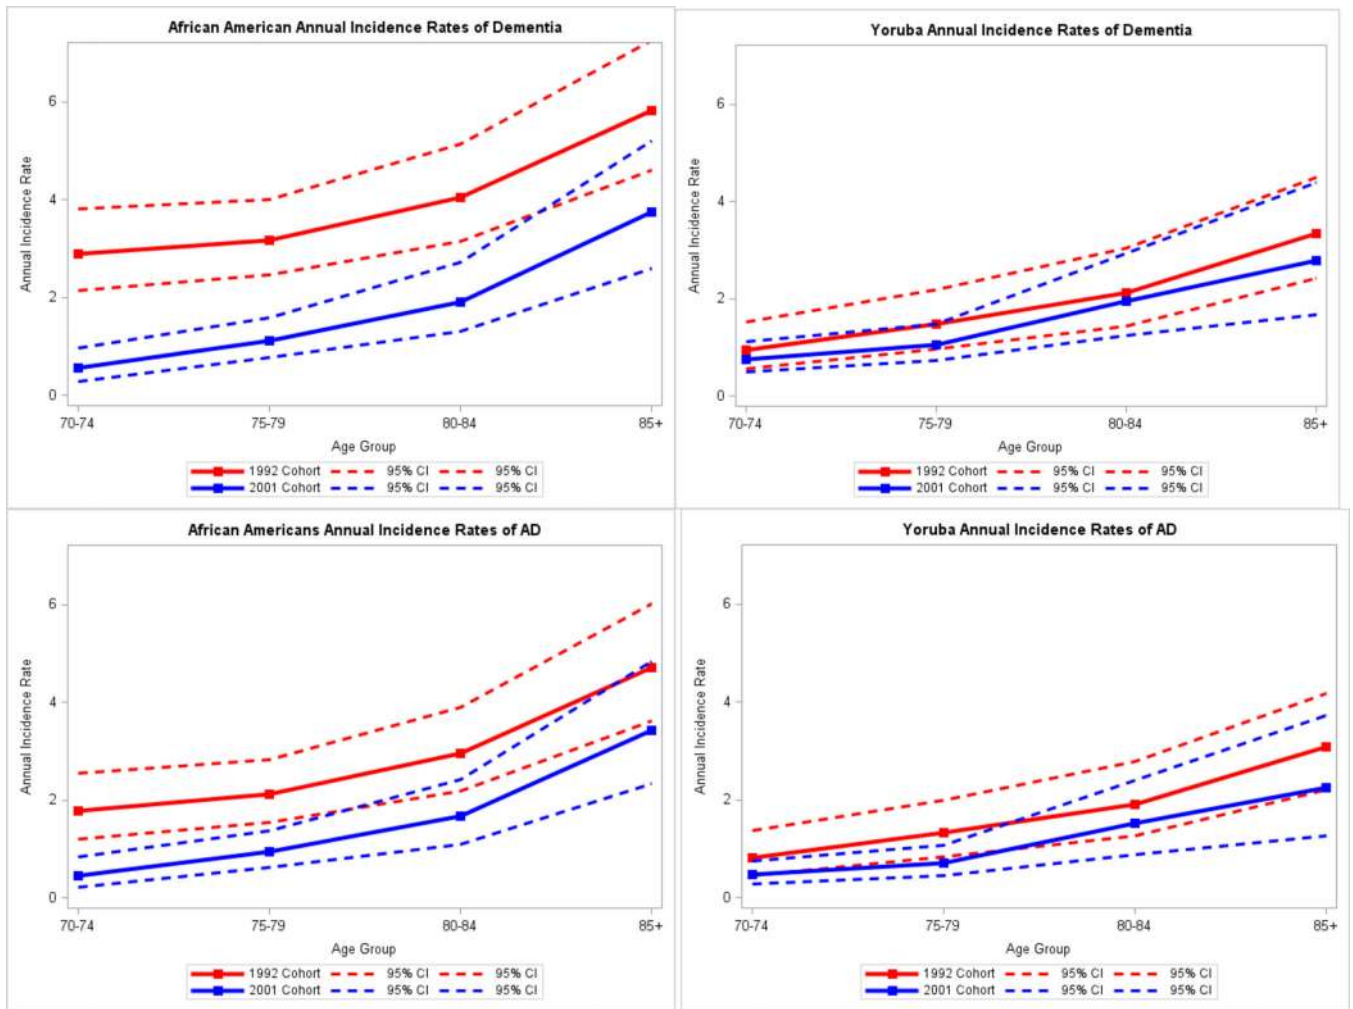 African American Annual Incidence Rates of Dementia
Annual Incidence Rate
6
4
2
0
70-74 75-79 80-84 85+
Age Group
1992 Cohort 95% CI 95% CI
2001 Cohort 95% CI 95% CI
Yoruba Annual Incidence Rates of Dementia
Annual Incidence Rate
6
4
2
0
70-74 75-79 80-84 85+
Age Group
1992 Cohort 95% CI 95% CI
2001 Cohort 95% CI 95% CI
African Americans Annual Incidence Rates of AD
Annual Incidence Rate
6
4
2
0
70-74 75-79 80-84 85+
Age Group
1992 Cohort 95% CI 95% CI
2001 Cohort 95% CI 95% CI
Yoruba Annual Incidence Rates of AD
Annual Incidence Rate
6
4
2
0
70-74 75-79 80-84 85+
Age Group
1992 Cohort 95% CI 95% CI
2001 Cohort 95% CI 95% CI